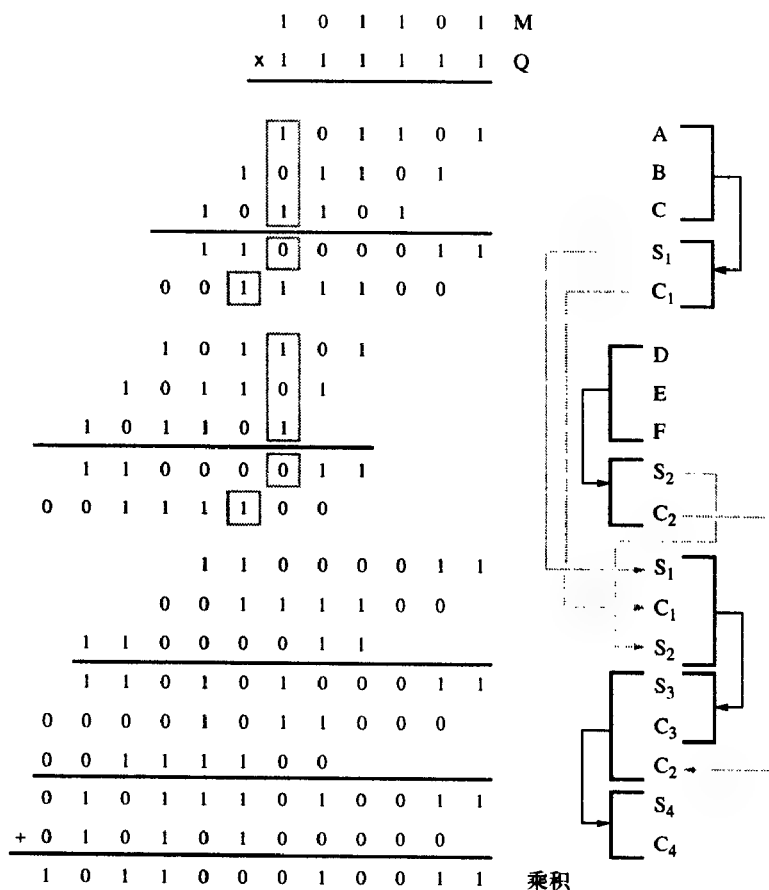 1 0 1 1 0 1 M
x 1 1 1 1 1 1 Q
1 0 1 1 0 1 A
1 0 1 1 0 1 B
1 0 1 1 0 1 C
1 1 0 0 0 0 1 1 S1
0 0 1 1 1 1 0 0 C1
1 0 1 1 0 1 D
1 0 1 1 0 1 E
1 0 1 1 0 1 F
1 1 0 0 0 0 1 1 S2
0 0 1 1 1 1 0 0 C2
1 1 0 0 0 0 1 1 S1
0 0 1 1 1 1 0 0 C1
1 1 0 0 0 0 1 1 S2
1 1 0 1 0 1 0 0 0 1 1 S3
0 0 0 0 1 0 1 1 0 0 0 C3
0 0 1 1 1 1 0 0 C2
0 1 0 1 1 1 0 1 0 0 1 1 S4
+ 0 1 0 1 0 1 0 0 0 0 0 C4
1 0 1 1 0 0 0 1 0 0 1 1 乘积